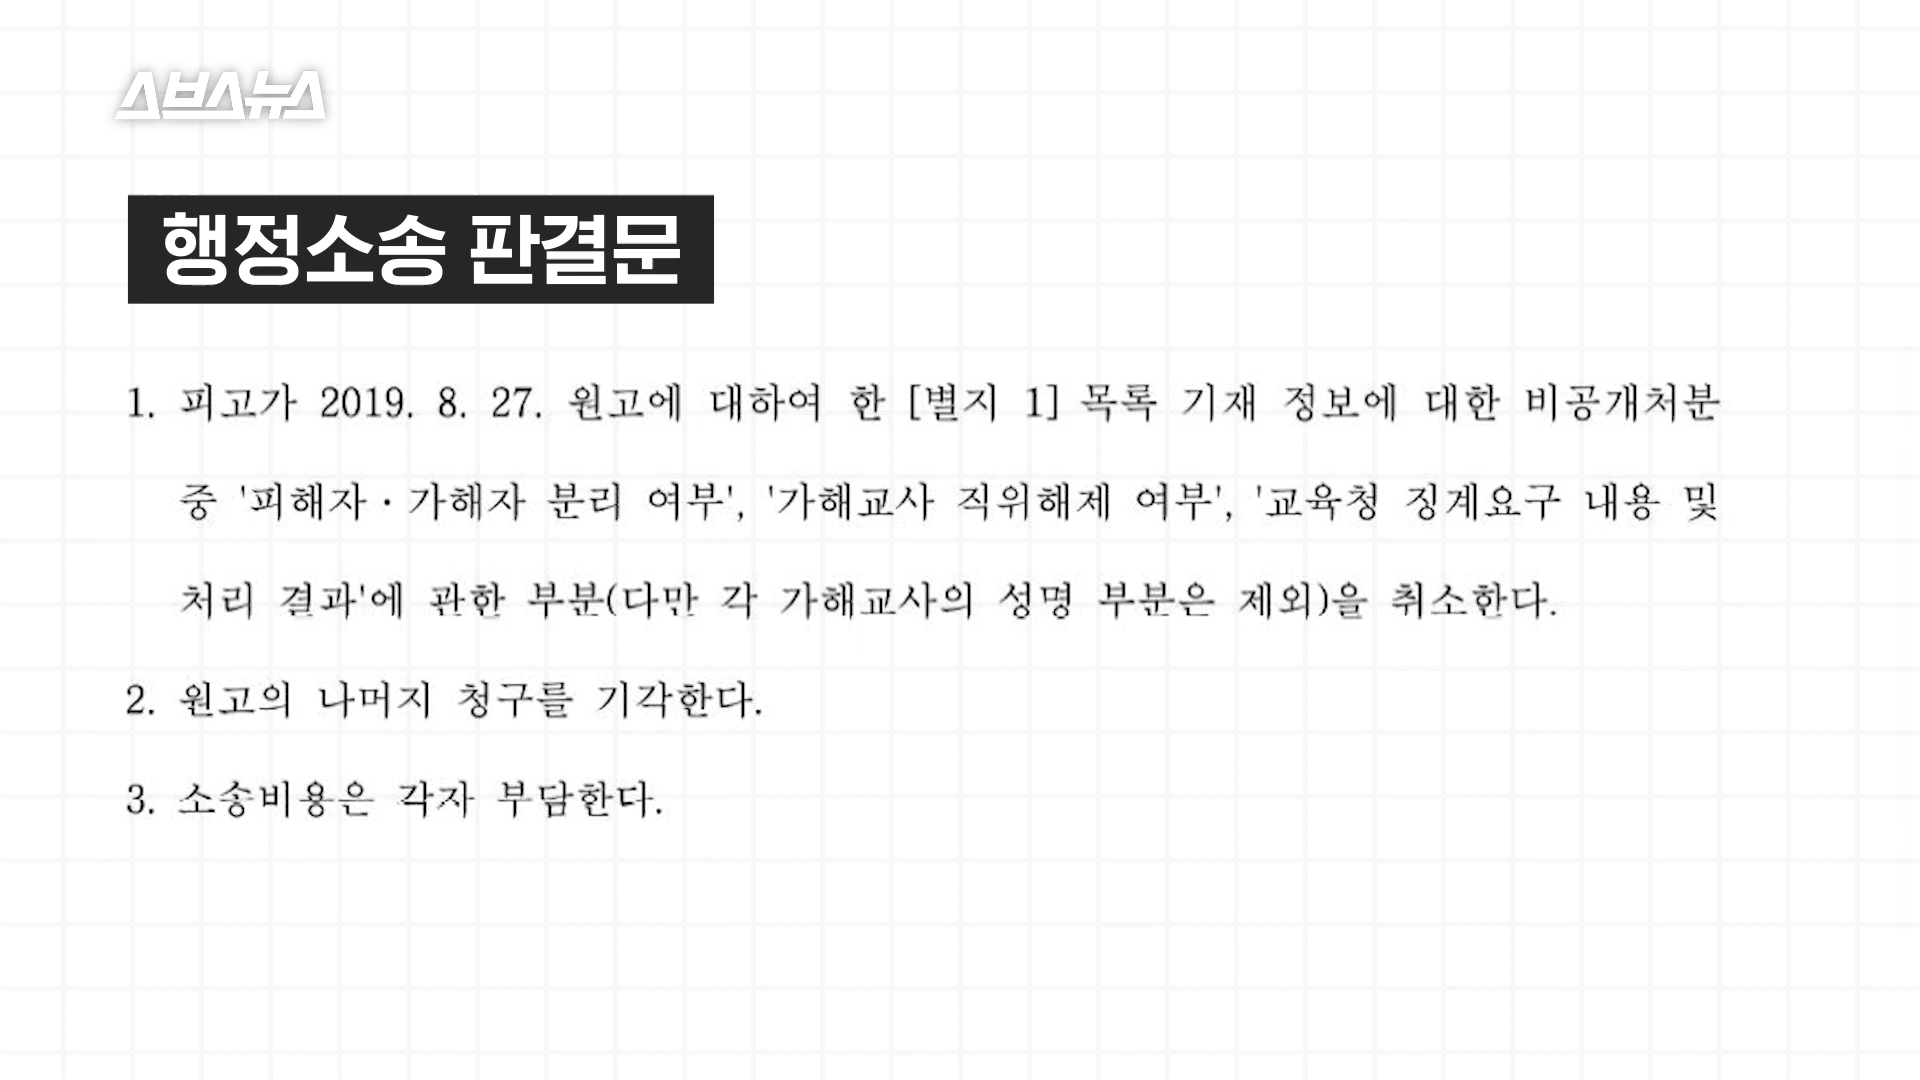 스브스뉴스
행정소송 판결문
1. 피고가 2019. 8. 27. 원고에 대하여 한 [별지 1] 목록 기재 정보에 대한 비공개처분
중 '피해자·가해자 분리 여부', '가해교사 직위해제 여부', '교육청 징계요구 내용 및
처리 결과'에 관한 부분(다만 각 가해교사의 성명 부분은 제외)을 취소한다.
2. 원고의 나머지 청구를 기각한다.
3. 소송비용은 각자 부담한다.